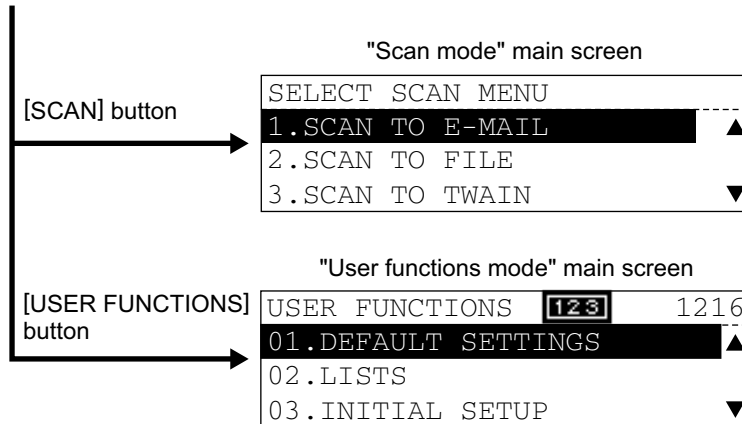 "Scan mode" main screen
[SCAN] button
SELECT SCAN MENU
1.SCAN TO E-MAIL
2.SCAN TO FILE
3.SCAN TO TWAIN
"User functions mode" main screen
[USER FUNCTIONS]
button
USER FUNCTIONS 123 1216
01.DEFAULT SETTINGS
02.LISTS
03.INITIAL SETUP